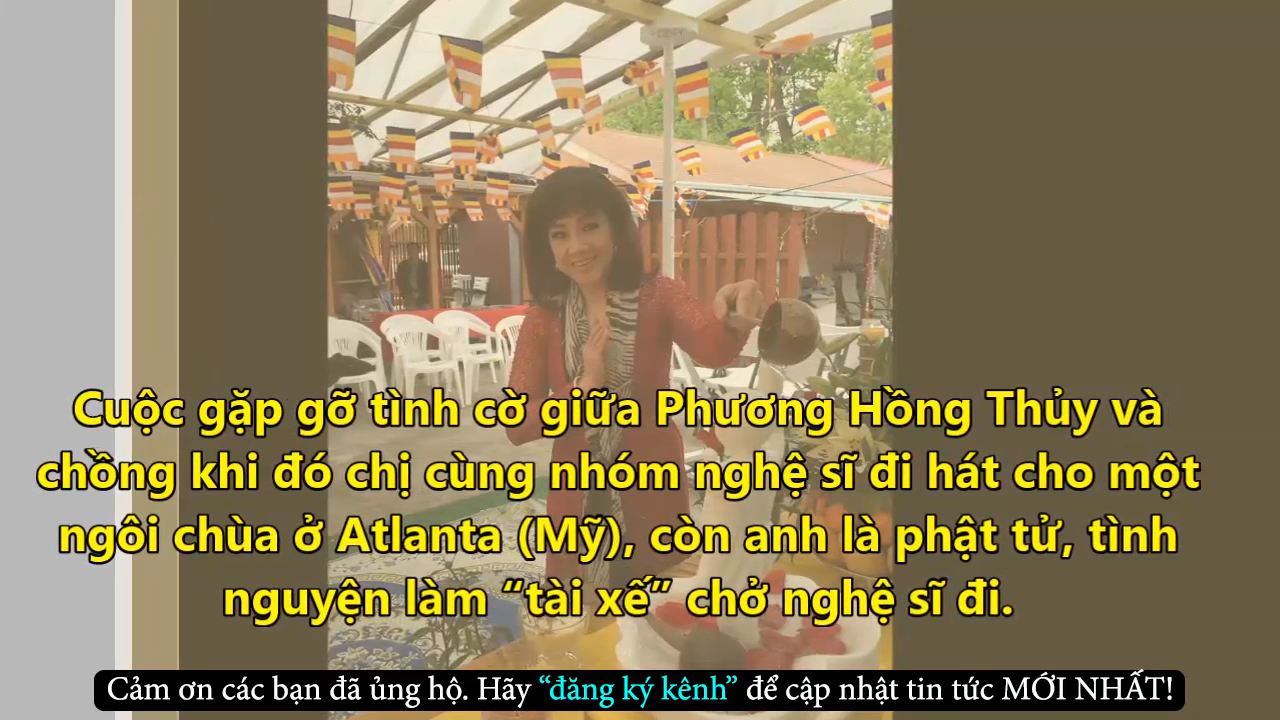 Cuộc gặp gỡ tình cờ giữa Phương Hồng Thủy và
chồng khi đó chị cùng nhóm nghệ sĩ đi hát cho một
ngôi chùa ở Atlanta (Mỹ), còn anh là phật tử, tình
nguyện làm “tài xế” chở nghệ sĩ đi.
Cảm ơn các bạn đã ủng hộ. Hãy “đăng ký kênh” để cập nhật tin tức MỚI NHẤT!